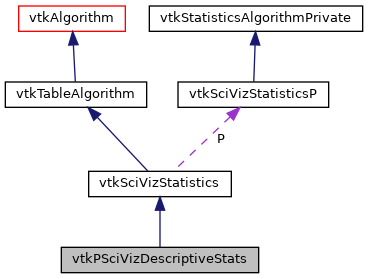 vtkAlgorithm
vtkStatisticsAlgorithmPrivate
vtkTableAlgorithm
vtkSciVizStatisticsP
P
vtkSciVizStatistics
vtkPSciVizDescriptiveStats